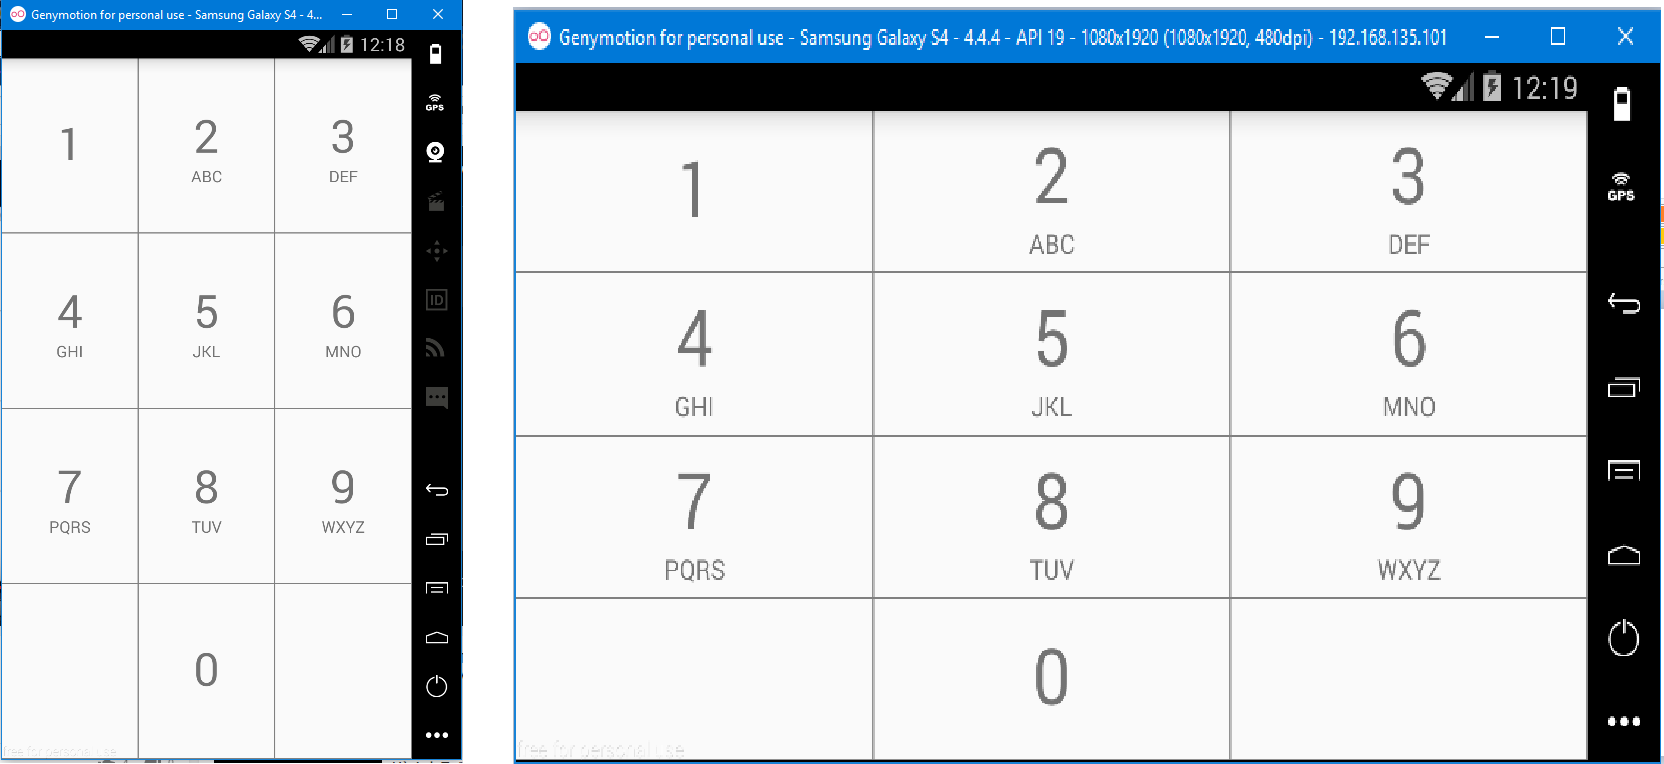 Genymotion for personal use - Samsung Galaxy S4 - 4...
12:18
GPS
1
2
3
ABC
DEF
4
5
6
GHI
JKL
MNO
ID
7
8
9
PQRS
TUV
WXYZ
0
free for personal use
Genymotion for personal use - Samsung Galaxy S4 - 4.4.4 - API 19 - 1080x1920 (1080x1920, 480dpi) - 192.168.135.101
12:19
GPS
1
2
3
ABC
DEF
4
5
6
GHI
JKL
MNO
7
8
9
PQRS
TUV
WXYZ
0
free for personal use